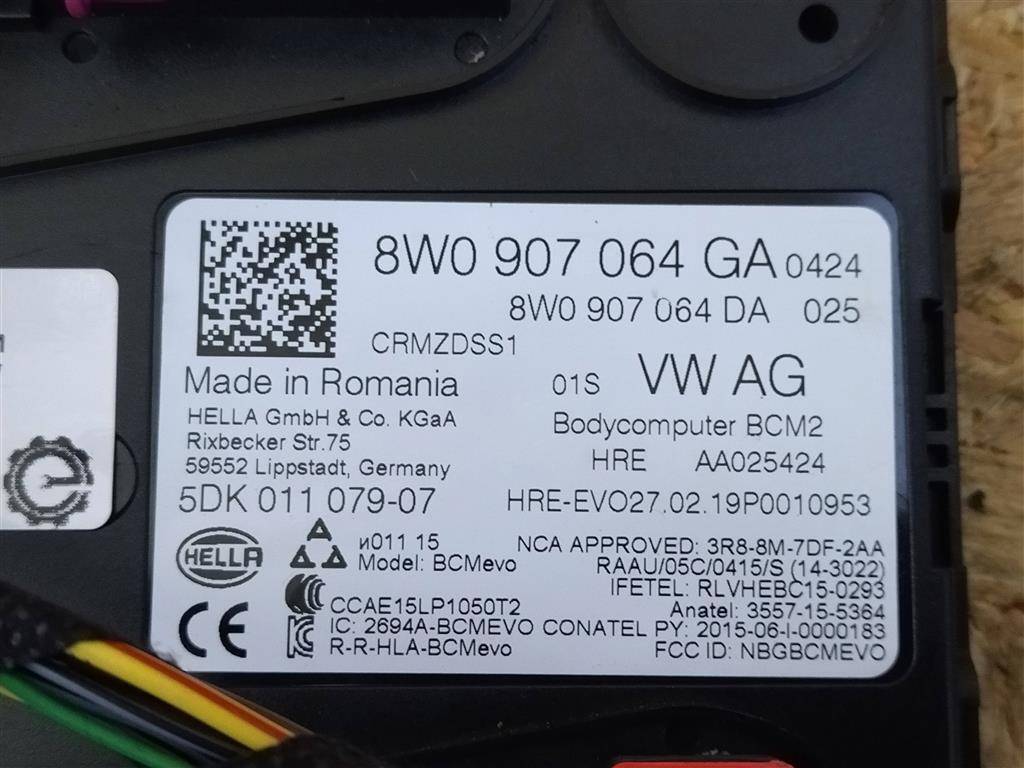 8W0 907 064 GA 0424
8W0 907 064 DA 025
CRMZDSS1
Made in Romania
01S VW AG
HELLA GmbH & Co. KGaA
Bodycomputer BCM2
Rixbecker Str.75
HRE AA025424
59552 Lippstadt, Germany
5DK 011 079-07
HRE-EVO27.02.19P0010953
HELLA
и011 15
Model: BCMevo
NCA APPROVED: 3R8-8M-7DF-2AA
RAAU/05C/0415/S (14-3022)
IFETEL: RLVHEBC15-0293
CCAE15LP1050T2
Anatel: 3557-15-5364
IC: 2694A-BCMEVO CONATEL PY: 2015-06-I-0000183
R-R-HLA-BCMevo
FCC ID: NBGBCMEVO
CE